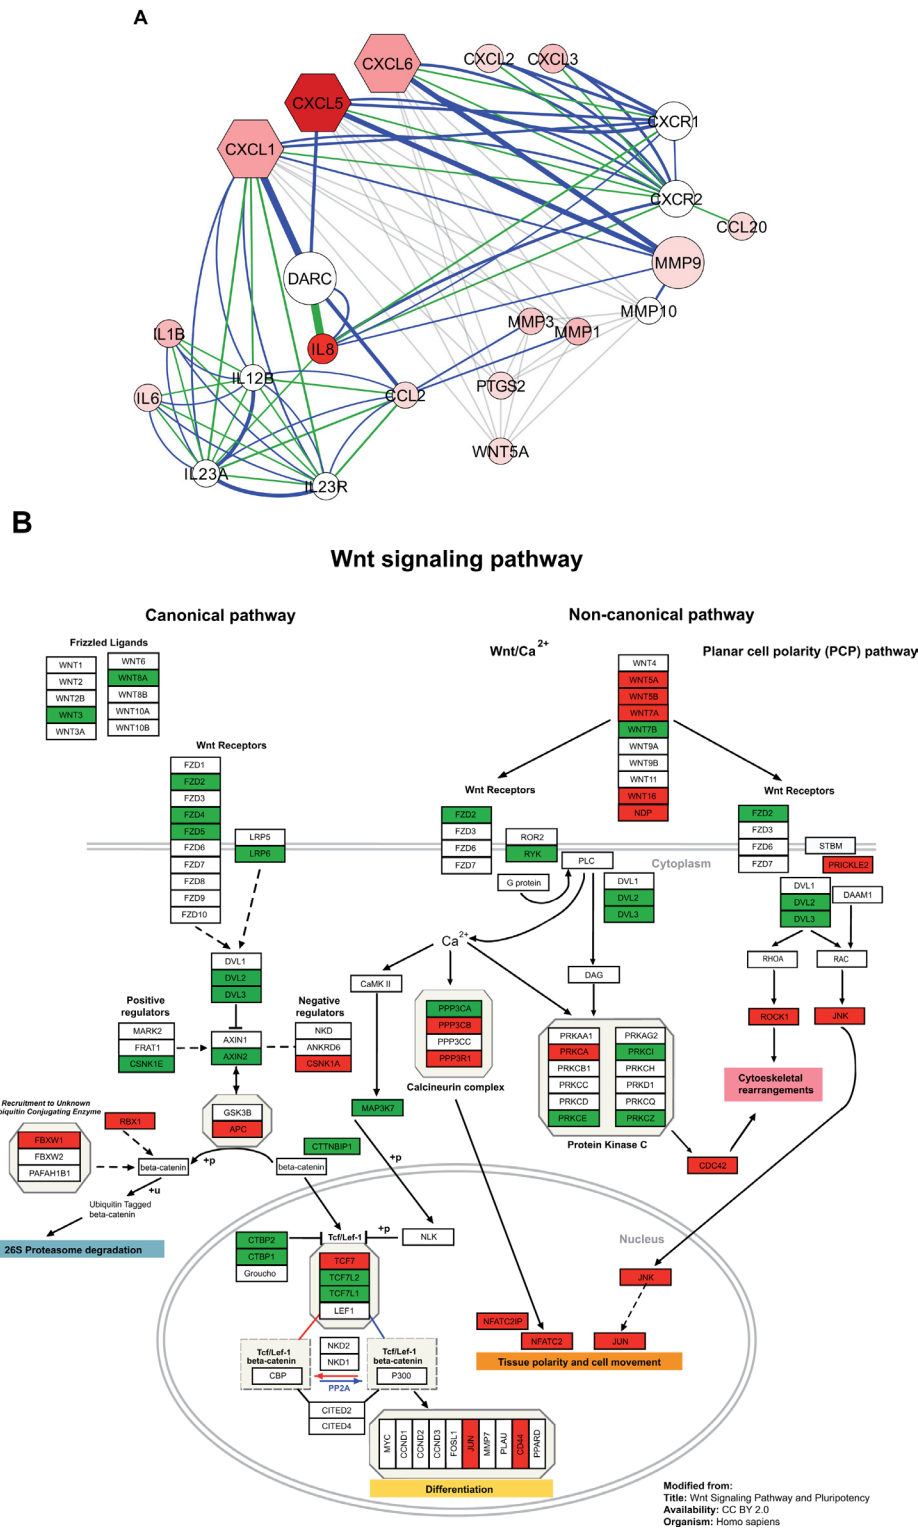 A
CXCL6
CXCL2
CXCL3
CXCL5
CXCR1
CXCL1
CXCR2
CCL20
MMP9
DARC
MMP10
MMP3
MMP1
IL1B
IL8
IL12B
PTGS2
IL6
CCL2
WNT5A
IL23A
IL23R
B
Wnt signaling pathway
Canonical pathway
Non-canonical pathway
Frizzled Ligands
WNT1
WNT2
WNT2B
WNT3
WNT3A
WNT6
WNT8A
WNT8B
WNT10A
WNT10B
Wnt/Ca2+
Planar cell polarity (PCP) pathway
WNT4
WNT5A
WNT5B
WNT7A
WNT7B
WNT9A
WNT9B
WNT11
WNT16
NDP
Wnt Receptors
FZD1
FZD2
FZD3
FZD4
FZD5
FZD6
FZD7
FZD8
FZD9
FZD10
LRP5
LRP6
Wnt Receptors
FZD2
FZD3
FZD6
FZD7
ROR2
RYK
Wnt Receptors
FZD2
FZD3
FZD6
FZD7
STBM
PRICKLE2
PLC
Cytoplasm
G protein
DVL1
DVL2
DVL3
DVL1
DVL2
DVL3
DAAM1
Ca2+
DVL1
DVL2
DVL3
CaMK II
DAG
RHOA
RAC
Positive
regulators
MARK2
FRAT1
CSNK1E
AXIN1
AXIN2
Negative
regulators
NKD
ANKRD6
CSNK1A
PPP3CA
PPP3CB
PPP3CC
PPP3R1
Calcineurin complex
PRKAA1
PRKCA
PRKCB1
PRKCC
PRKCD
PRKCE
PRKAG2
PRKCI
PRKCH
PRKD1
PRKCQ
PRKCZ
Protein Kinase C
ROCK1
JNK
Cytoeskeletal
rearrangements
CDC42
Recruitment to Unknown
biquitin Conjugating Enzyme
FBXW1
FBXW2
PAFAH1B1
RBX1
GSK3B
APC
MAP3K7
CTTNBIP1
beta-catenin
+p
beta-catenin
+p
+u
Ubiquitin Tagged
beta-catenin
26S Proteasome degradation
CTBP2
CTBP1
Groucho
Tcf/Lef-1
+p
NLK
Nucleus
TCF7
TCF7L2
TCF7L1
LEF1
JNK
NFATC2IP
NFATC2
JUN
Tissue polarity and cell movement
Tcf/Lef-1
beta-catenin
CBP
NKD2
NKD1
PP2A
Tcf/Lef-1
beta-catenin
P300
CITED2
CITED4
MYC
CCND1
CCND2
CCND3
FOSL1
JUN
MMP7
PLAU
CD44
PPARD
Differentiation
Modified from:
Title: Wnt Signaling Pathway and Pluripotency
Availability: CC BY 2.0
Organism: Homo sapiens